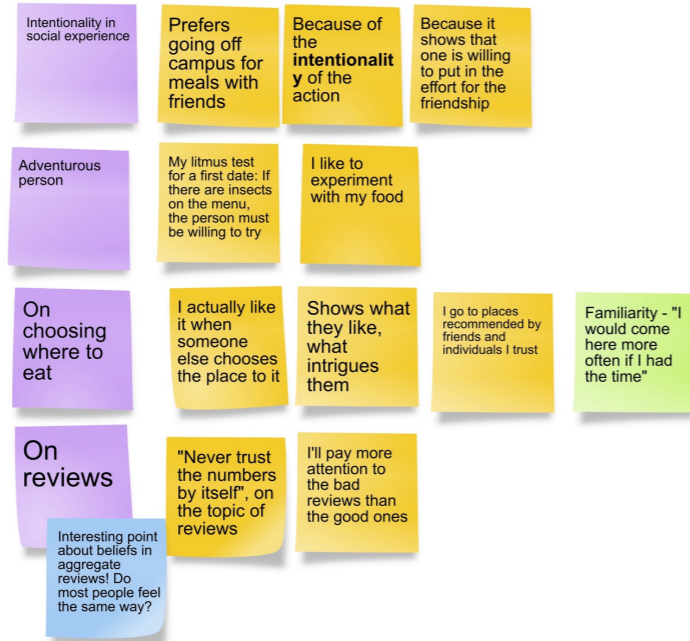 Intentionality in
social experience
Prefers
going off
campus for
meals with
friends
Because of
the
intentionalit
y of the
action
Because it
shows that
one is willing
to put in the
effort for the
friendship
Adventurous
person
My litmus test
for a first date: If
there are insects
on the menu,
the person must
be willing to try
I like to
experiment
with my food
On
choosing
where to
eat
I actually like
it when
someone
else chooses
the place to it
Shows what
they like,
what
intrigues
them
I go to places
recommended by
friends and
individuals I trust
Familiarity - "I
would come
here more
often if I had
the time"
On
reviews
"Never trust
the numbers
by itself", on
the topic of
reviews
I'll pay more
attention to
the bad
reviews than
the good ones
Interesting point
about beliefs in
aggregate
reviews! Do
most people feel
the same way?